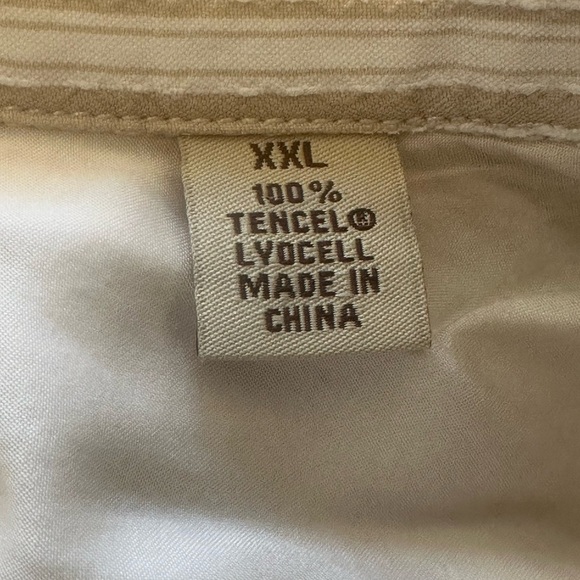 XXL
100%
TENCEL®
LYOCELL
MADE IN
CHINA